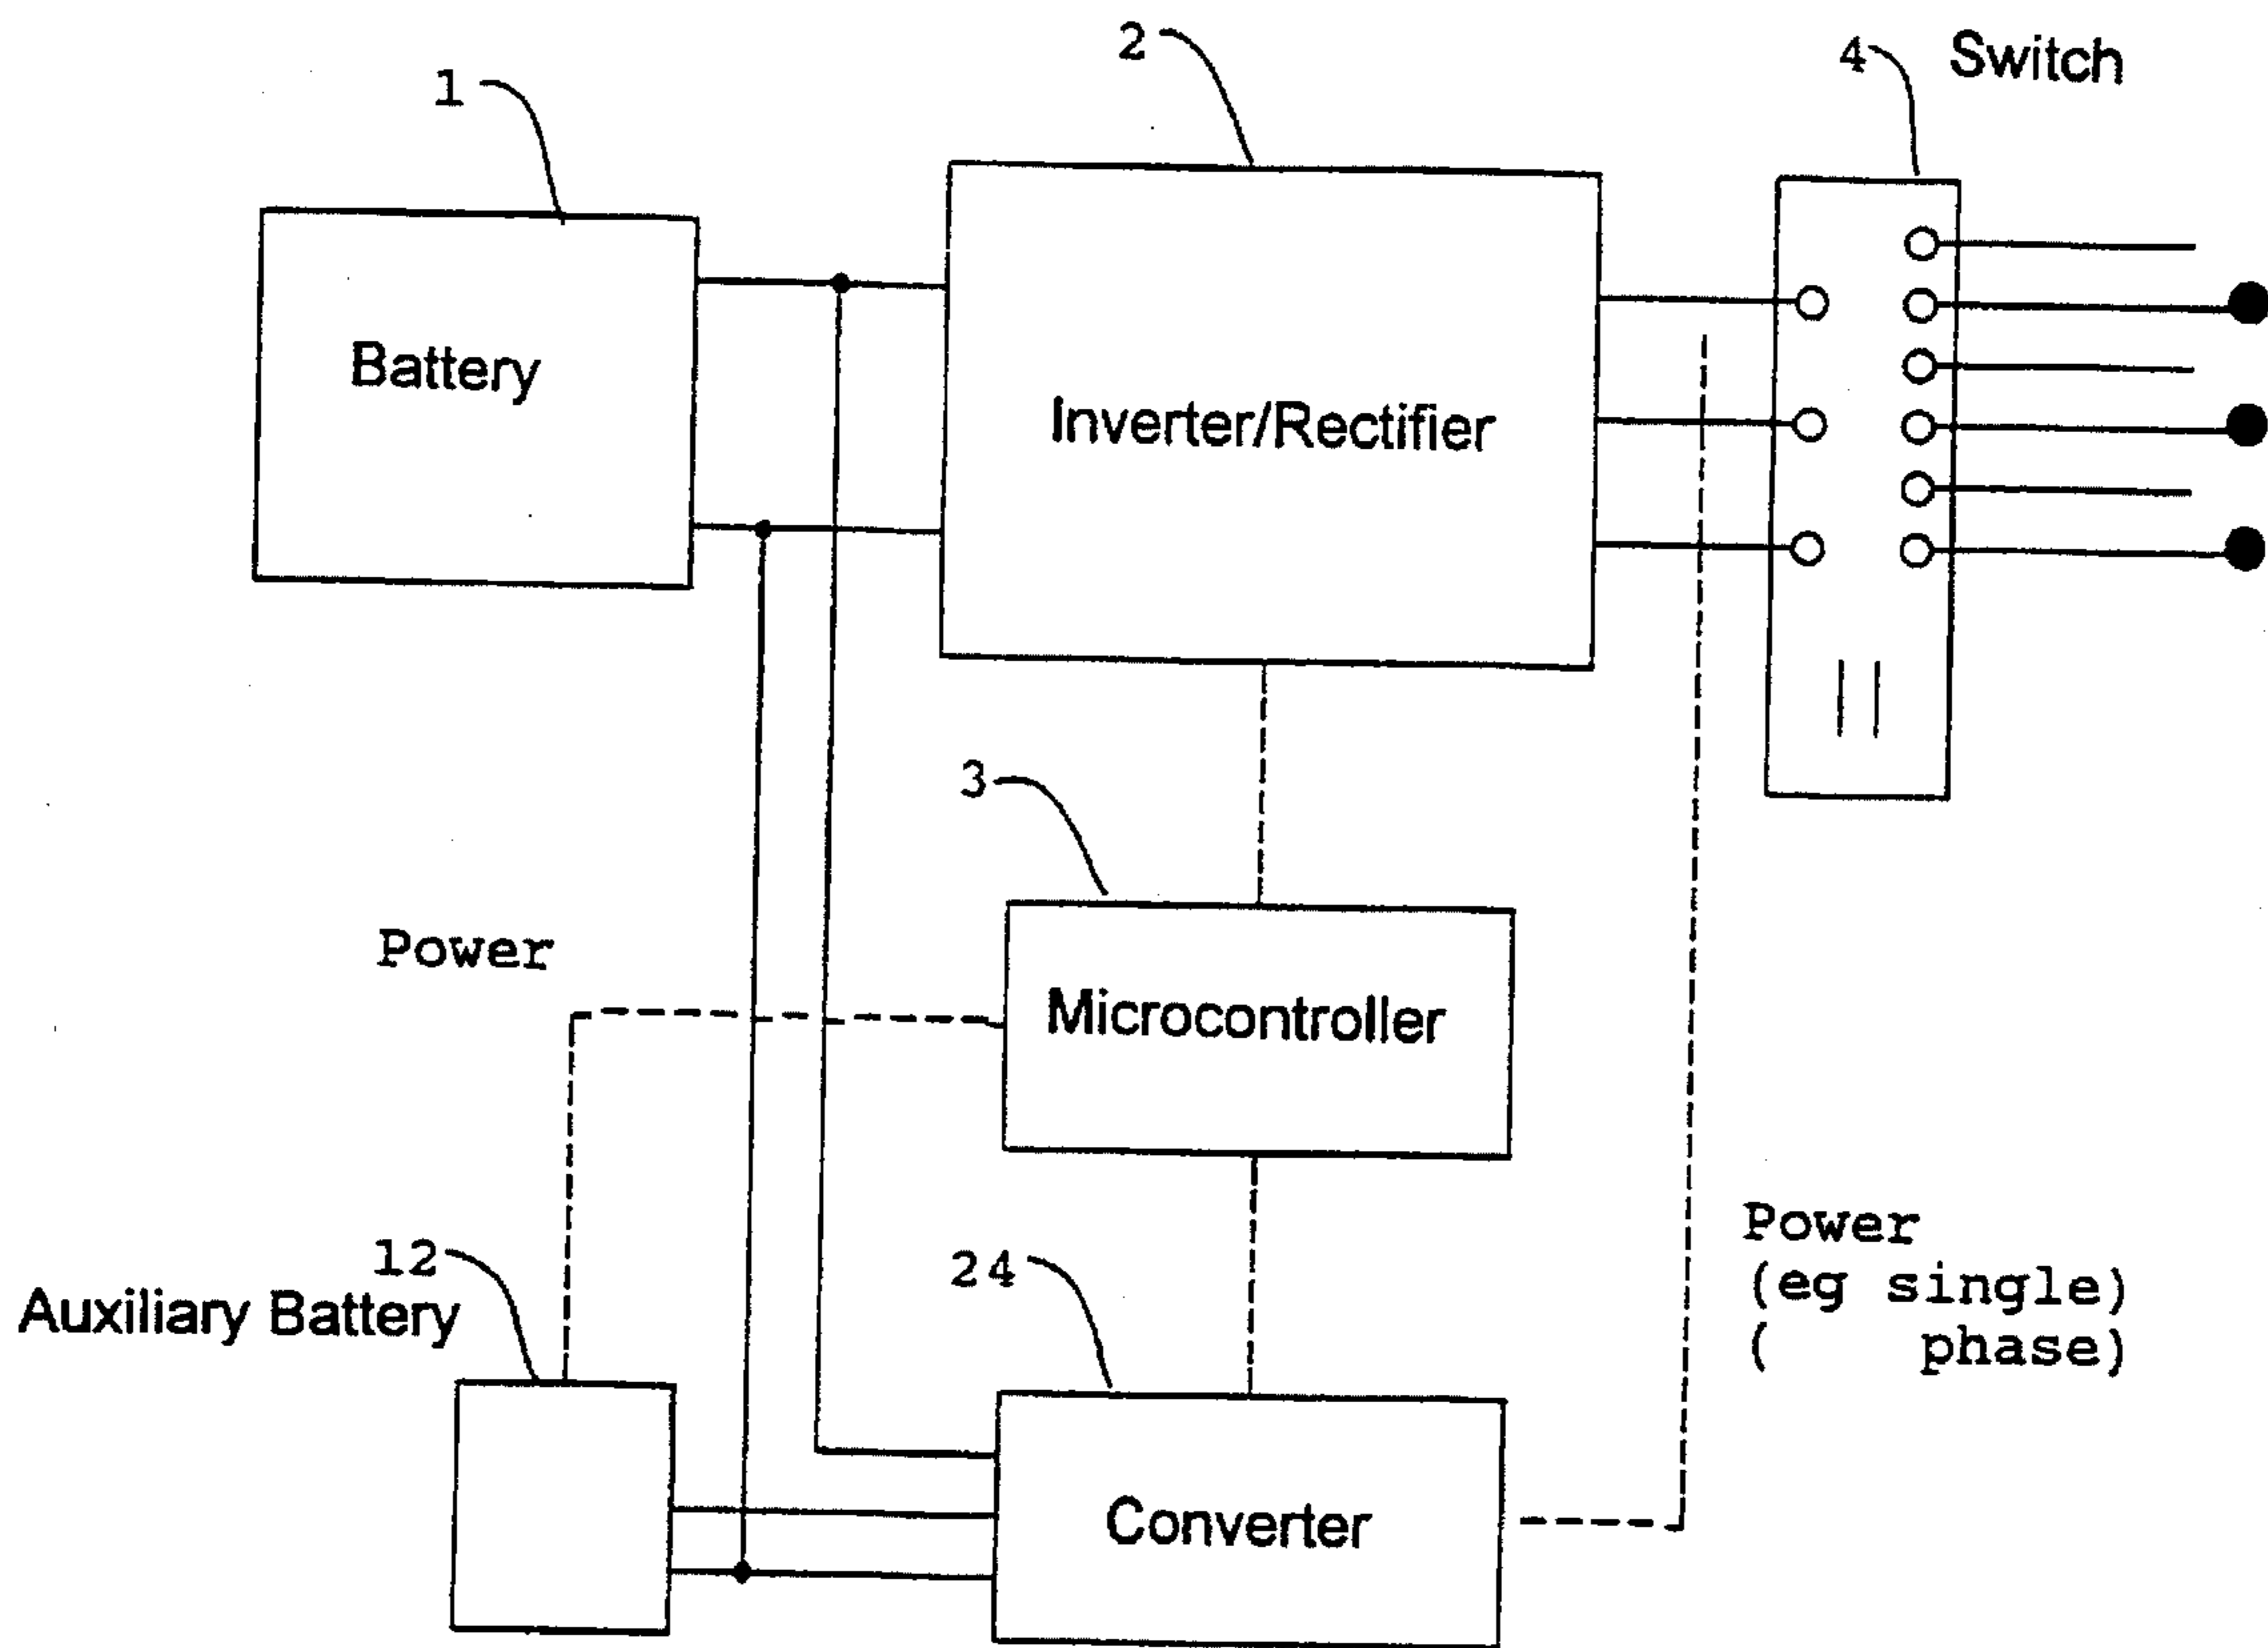 1
2
4
Switch
Battery
Inverter/Rectifier
3
Power
Microcontroller
12
Auxiliary Battery
24
Power
(eg single)
( phase)
Converter